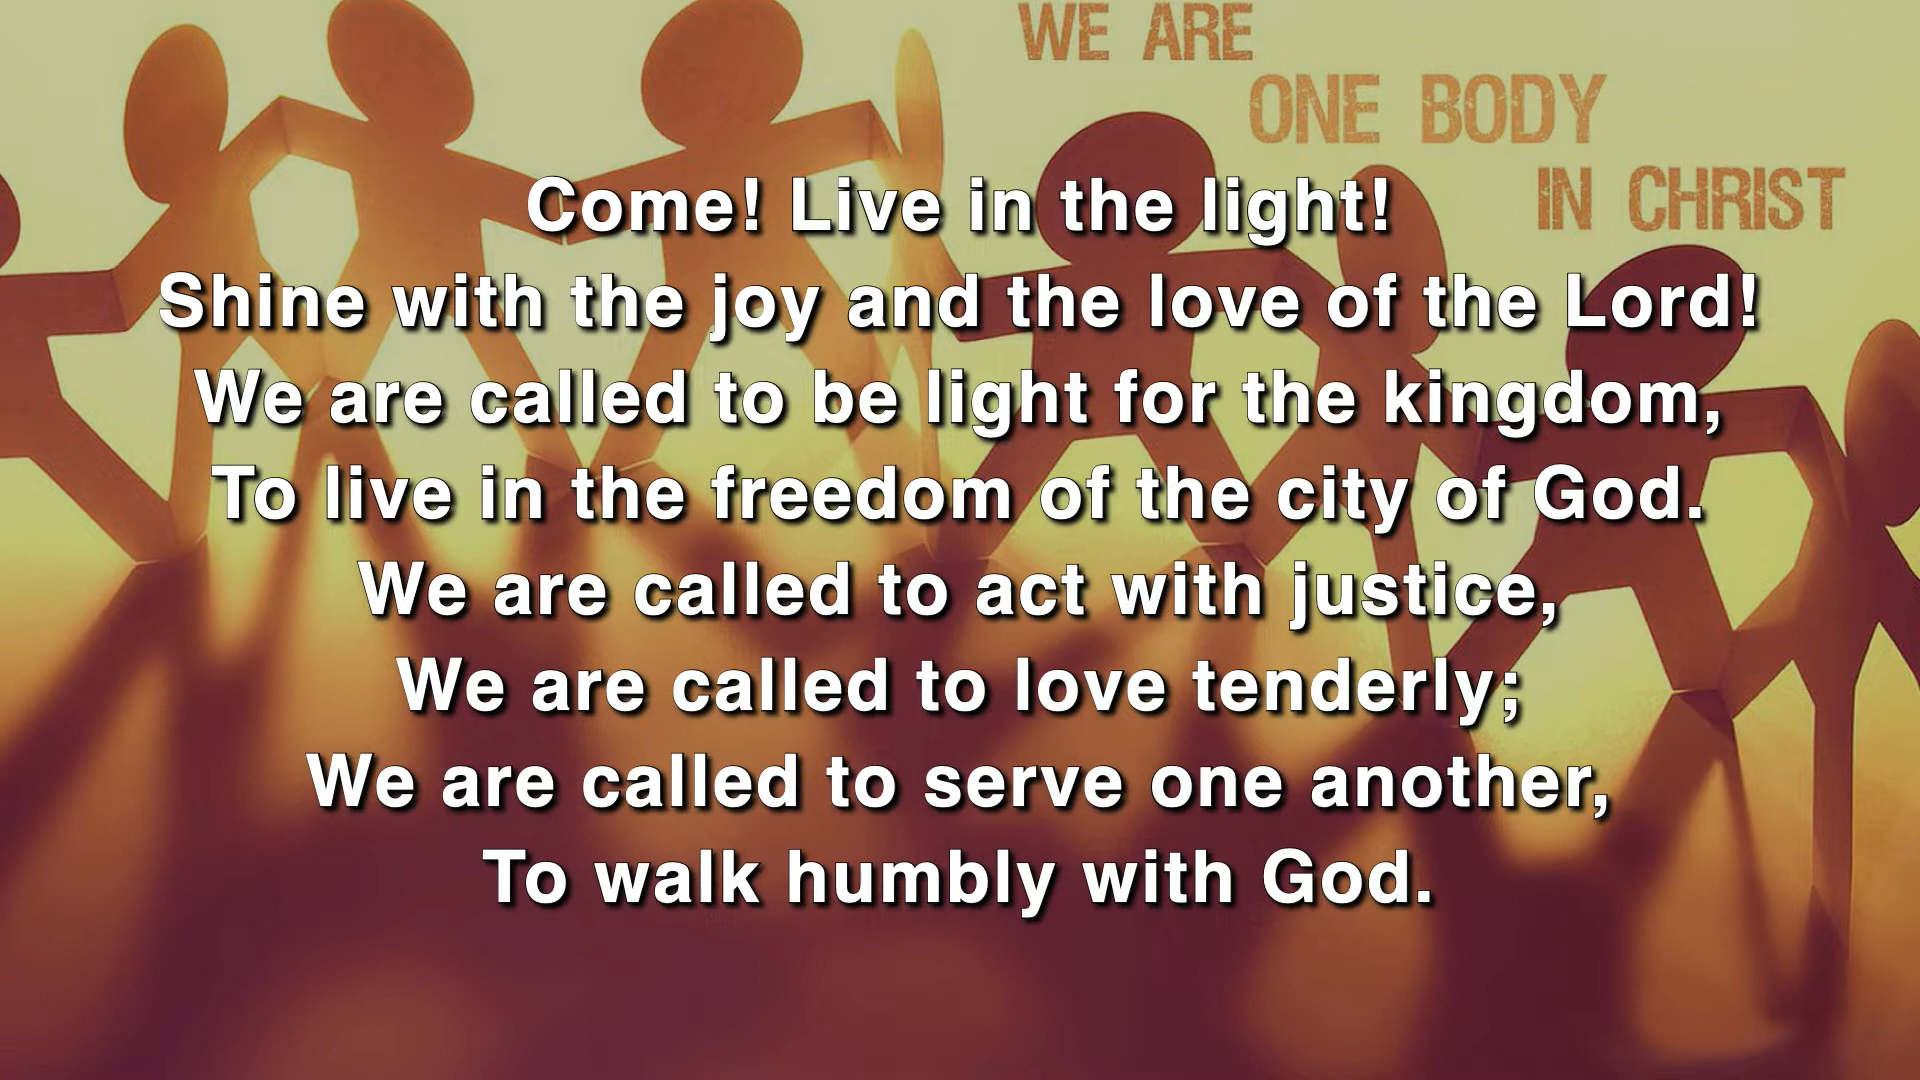 WE ARE
ONE BODY
IN CHRIST
Come! Live in the light!
Shine with the joy and the love of the Lord!
We are called to be light for the kingdom,
To live in the freedom of the city of God.
We are called to act with justice,
We are called to love tenderly;
We are called to serve one another,
To walk humbly with God.